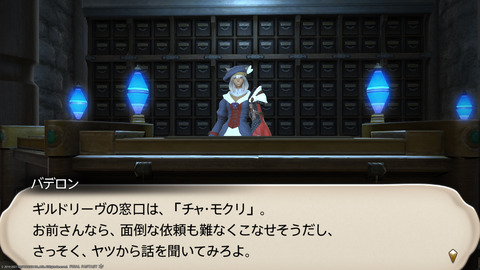 バデロン
ギルドリーヴの窓口は、「チャ・モクリ」。
お前さんなら、面倒な依頼も難なくこなせそうだし、
さっそく、ヤツから話を聞いてみろよ。
FINAL FANTASY XIV